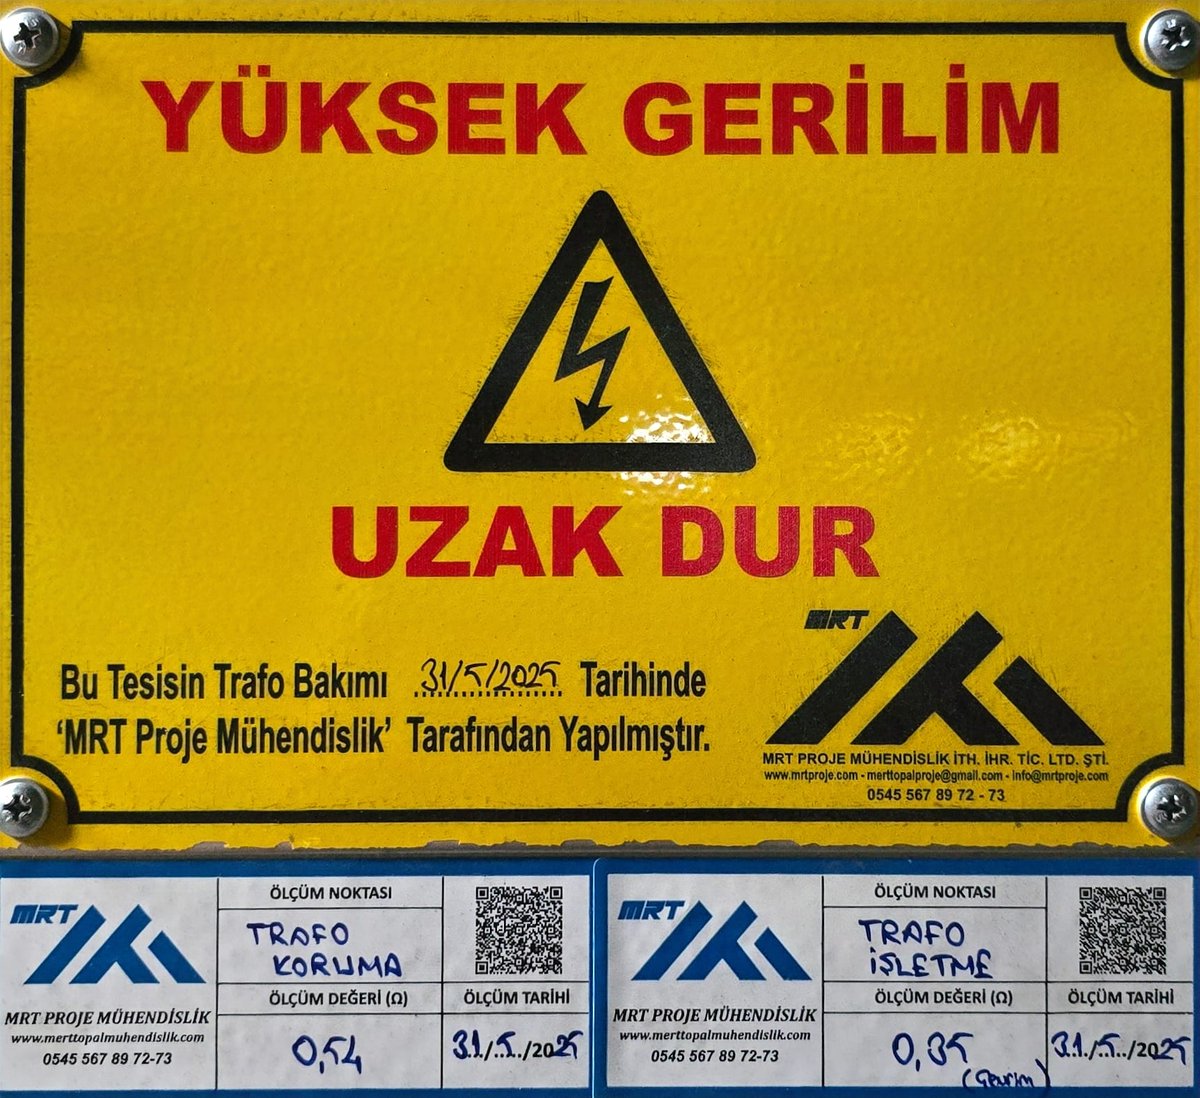 YÜKSEK GERİLİM
UZAK DUR
Bu Tesisin Trafo Bakımı 31/5/2025 Tarihinde
'MRT Proje Mühendislik' Tarafından Yapılmıştır.
MRT
MRT PROJE MÜHENDİSLİK İTH. İHR. TİC. LTD. ŞTİ.
www.mrtproje.com - merttopalproje@gmail.com - info@mrtproje.com
0545 567 89 72 - 73
MRT
MRT PROJE MÜHENDİSLİK
www.merttopalmuhendislik.com
0545 567 89 72-73
ÖLÇÜM NOKTASI
TRAFO
KORUMA
ÖLÇÜM DEĞERİ (Ω)
0,54
ÖLÇÜM TARİHİ
31./.5../2025
MRT
MRT PROJE MÜHENDİSLİK
www.merttopalmuhendislik.com
0545 567 89 72-73
ÖLÇÜM NOKTASI
TRAFO
İŞLETME
ÖLÇÜM DEĞERİ (Ω)
0,35
(Çevrim)
ÖLÇÜM TARİHİ
31./.5../2025